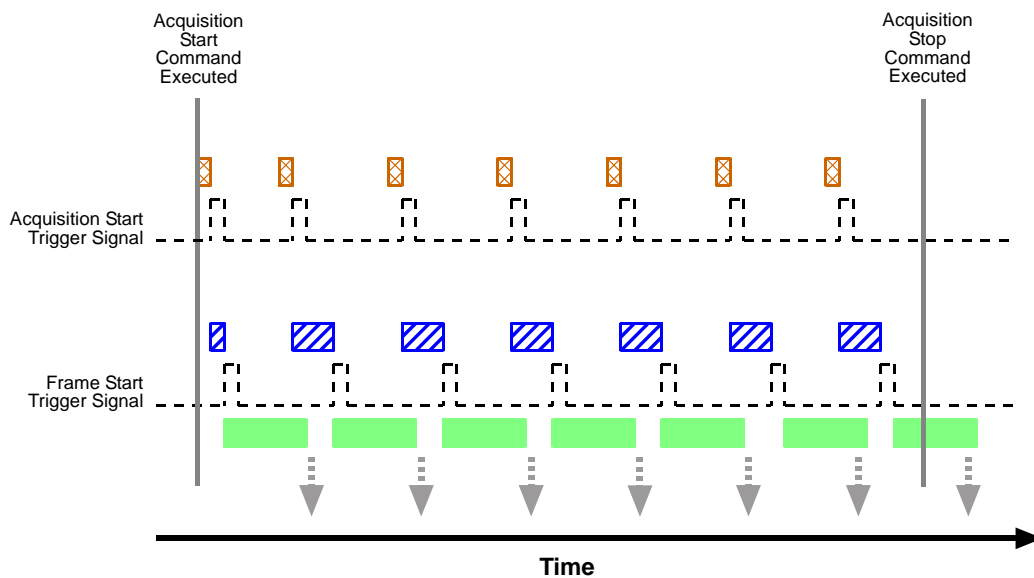 Acquisition
Start
Command
Executed
Acquisition
Stop
Command
Executed
Acquisition Start
Trigger Signal
Frame Start
Trigger Signal
Time